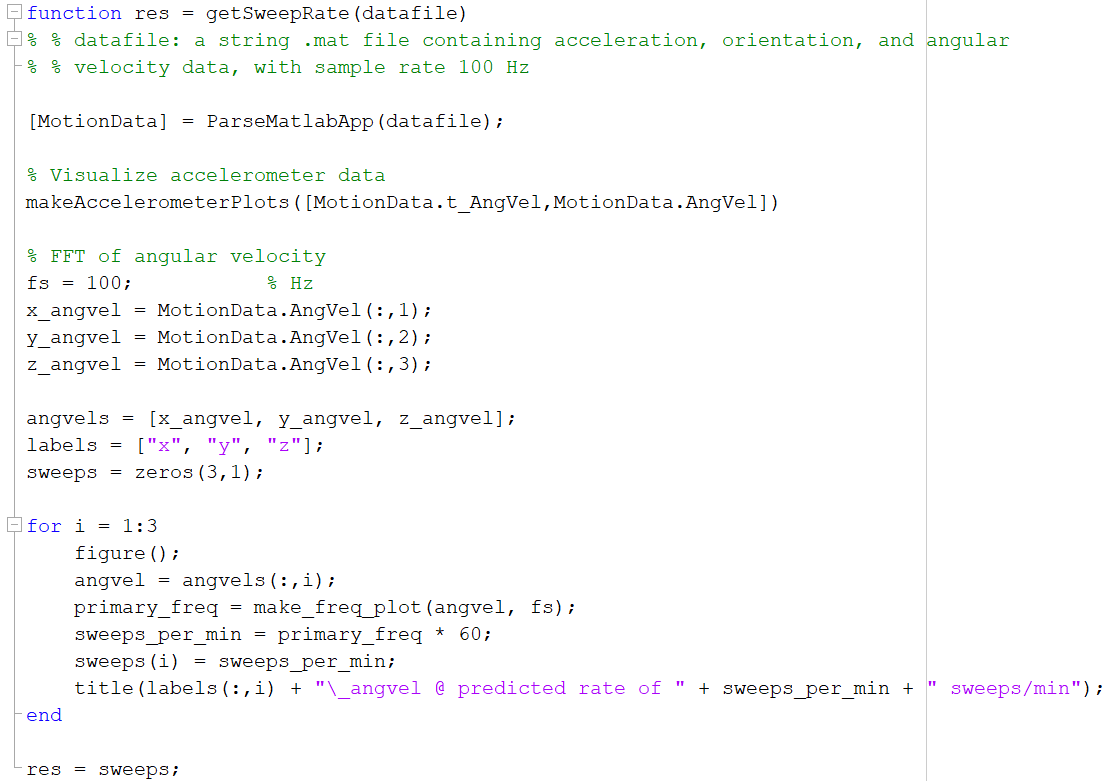 function res = getSweepRate(datafile)
% % datafile: a string .mat file containing acceleration, orientation, and angular
% % velocity data, with sample rate 100 Hz
[MotionData] = ParseMatlabApp(datafile);
% Visualize accelerometer data
makeAccelerometerPlots([MotionData.t_AngVel,MotionData.AngVel])
% FFT of angular velocity
fs = 100;           % Hz
x_angvel = MotionData.AngVel(:,1);
y_angvel = MotionData.AngVel(:,2);
z_angvel = MotionData.AngVel(:,3);
angvels = [x_angvel, y_angvel, z_angvel];
labels = ["x", "y", "z"];
sweeps = zeros(3,1);
for i = 1:3
    figure();
    angvel = angvels(:,i);
    primary_freq = make_freq_plot(angvel, fs);
    sweeps_per_min = primary_freq * 60;
    sweeps(i) = sweeps_per_min;
    title(labels(:,i) + "\_angvel @ predicted rate of " + sweeps_per_min + " sweeps/min");
end
res = sweeps;